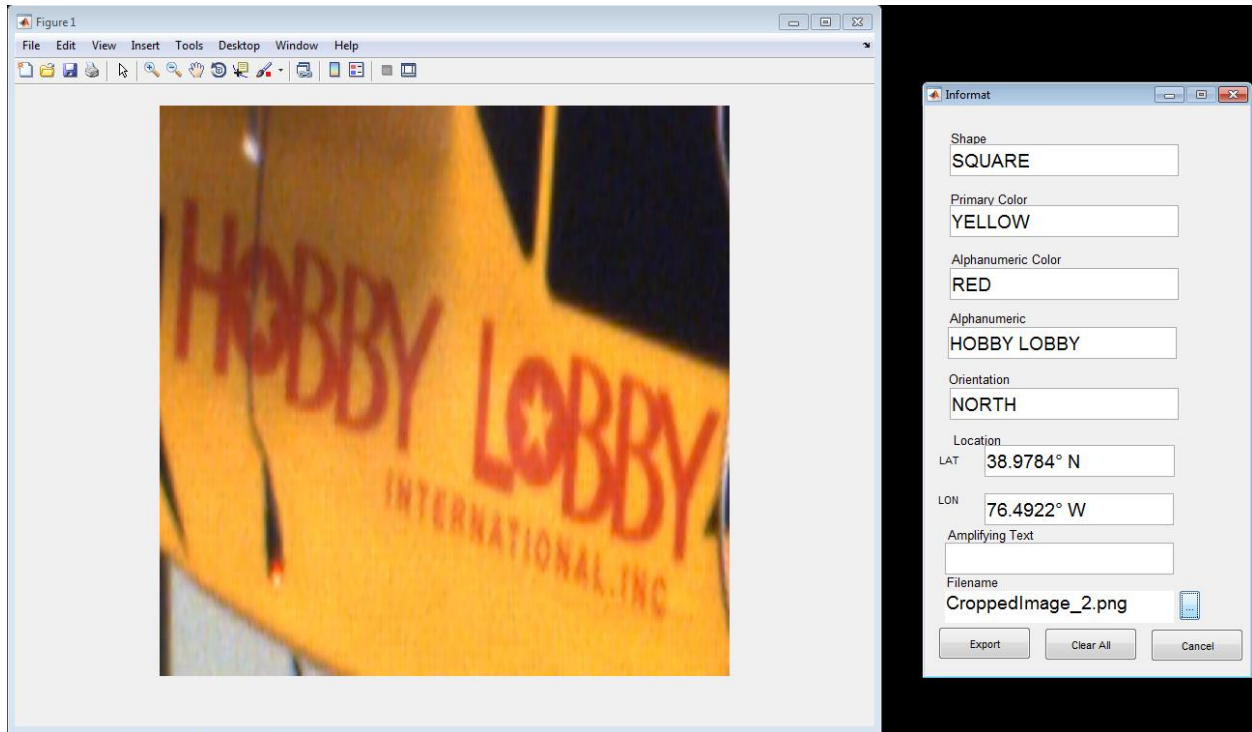 Figure 1
File Edit View Insert Tools Desktop Window Help
HOBBY LOBBY
INTERNATIONAL.INC
Informat
Shape
SQUARE
Primary Color
YELLOW
Alphanumeric Color
RED
Alphanumeric
HOBBY LOBBY
Orientation
NORTH
Location
LAT 38.9784° N
LON 76.4922° W
Amplifying Text
Filename
CroppedImage_2.png ...
Export Clear All Cancel